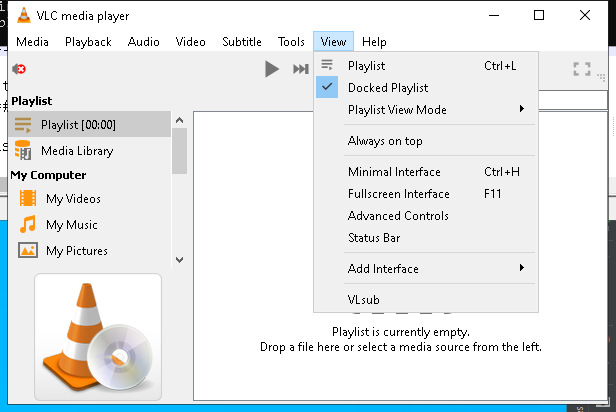 VLC media player
Media Playback Audio Video Subtitle Tools View Help
Playlist
Playlist [00:00]
Media Library
My Computer
My Videos
My Music
My Pictures
Playlist Ctrl+L
Docked Playlist
Playlist View Mode
Always on top
Minimal Interface Ctrl+H
Fullscreen Interface F11
Advanced Controls
Status Bar
Add Interface
VLsub
Playlist is currently empty.
Drop a file here or select a media source from the left.